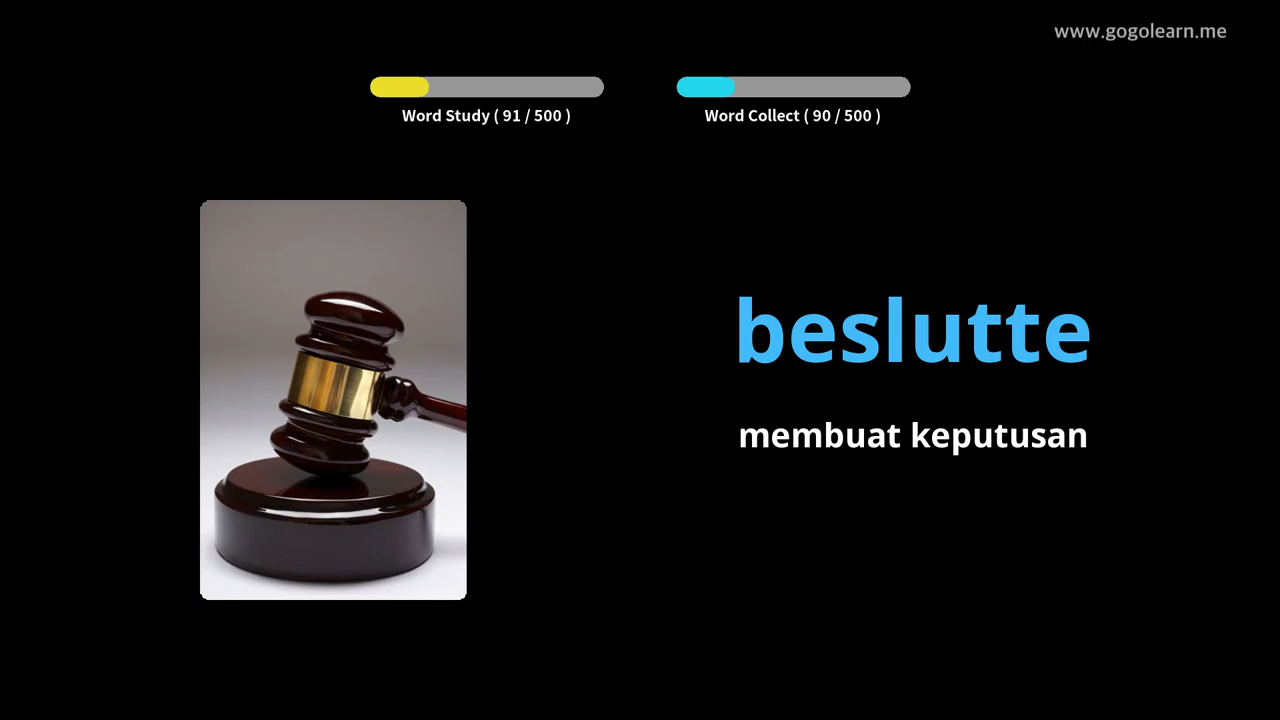 www.gogolearn.me
Word Study ( 91 / 500 )
Word Collect ( 90 / 500 )
beslutte
membuat keputusan